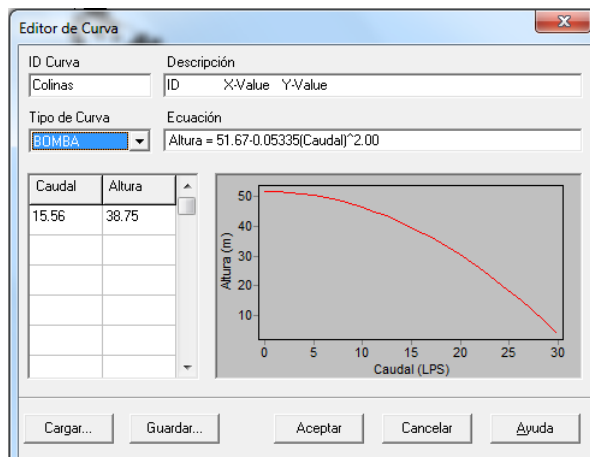 Editor de Curva
ID Curva Descripción
Colinas ID X-Value Y-Value
Tipo de Curva Ecuación
BOMBA Altura = 51.67-0.05335(Caudal)^2.00
Caudal Altura
15.56 38.75
Altura (m)
50
40
30
20
10
0 5 10 15 20 25 30
Caudal (LPS)
Cargar... Guardar... Aceptar Cancelar Ayuda